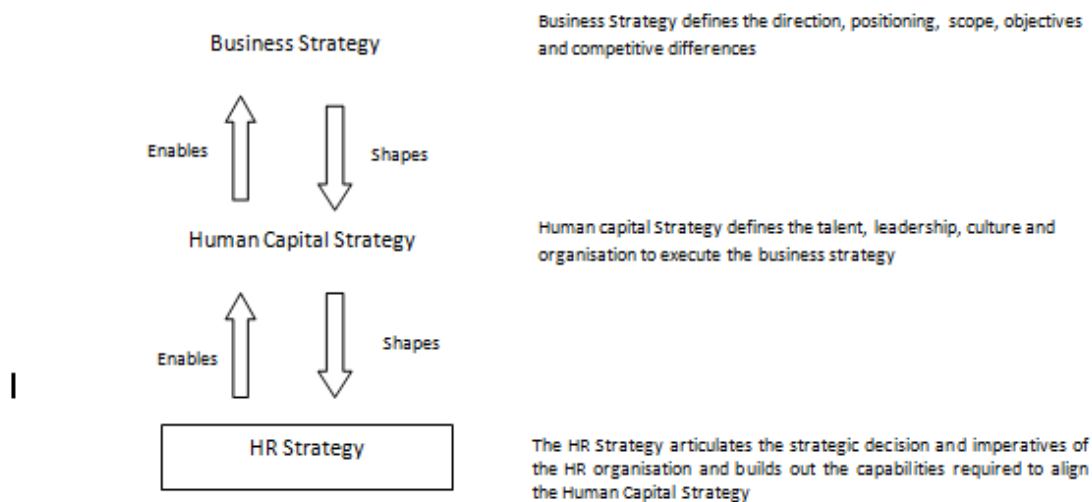 Business Strategy
Business Strategy defines the direction, positioning, scope, objectives
and competitive differences
Enables
Shapes
Human Capital Strategy
Human capital Strategy defines the talent, leadership, culture and
organisation to execute the business strategy
Enables
Shapes
HR Strategy
The HR Strategy articulates the strategic decision and imperatives of
the HR organisation and builds out the capabilities required to align
the Human Capital Strategy